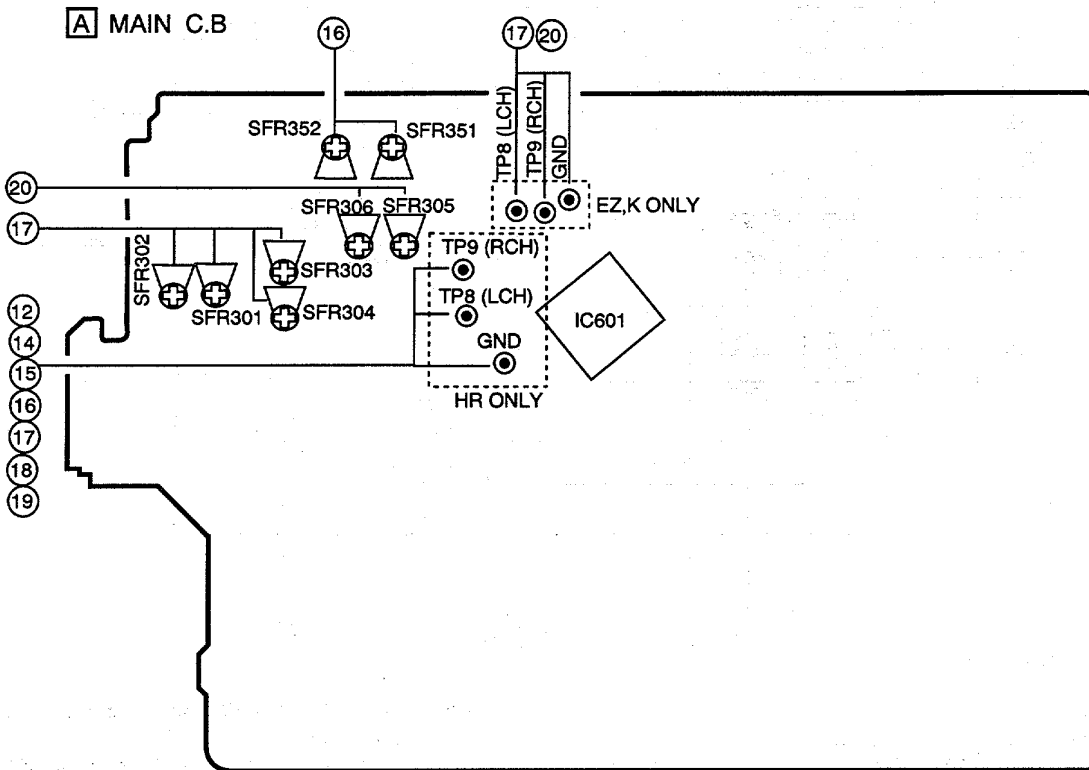 A MAIN C.B
16
17 20
SFR352
SFR351
TP8 (LCH)
TP9 (RCH)
GND
20
SFR306
SFR305
EZ,K ONLY
17
SFR302
SFR303
TP9 (RCH)
SFR301
SFR304
TP8 (LCH)
IC601
GND
HR ONLY
12
14
15
16
17
18
19